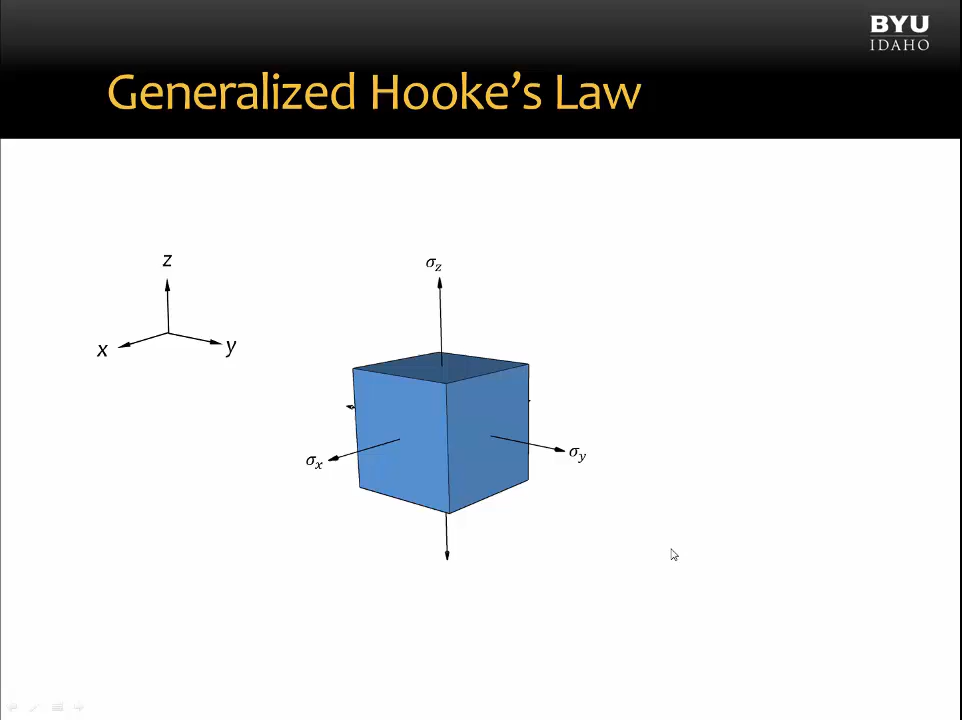 BYU
IDAHO
Generalized Hooke's Law
z
x
y
σz
σx
σy